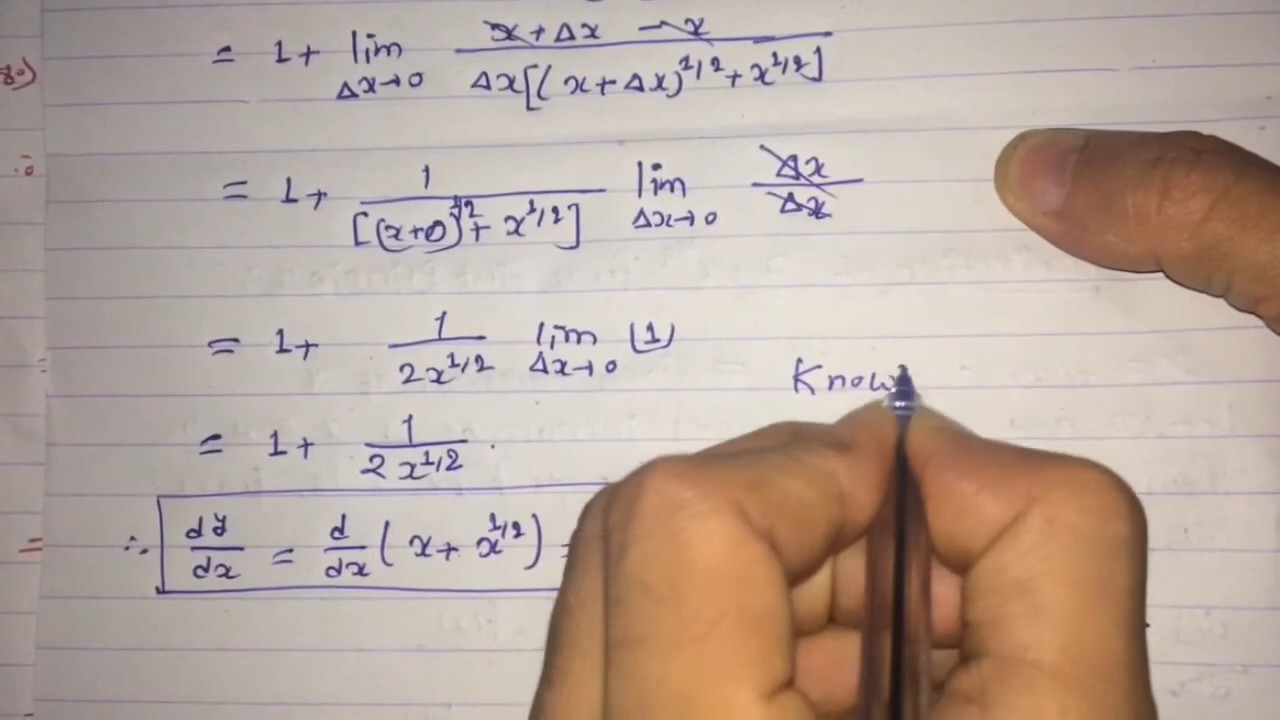 = 1 + lim Δx→0 x + Δx - x / Δx[(x + Δx)^1/2 + x^1/2]
80)
= 1 + 1 / [(x+0)^1/2 + x^1/2] lim Δx→0 Δx / Δx
= 1 + 1 / 2x^1/2 lim Δx→0 (1)
Know
= 1 + 1 / 2x^1/2 .
∴ dy/dx = d/dx (x + x^1/2) =
=